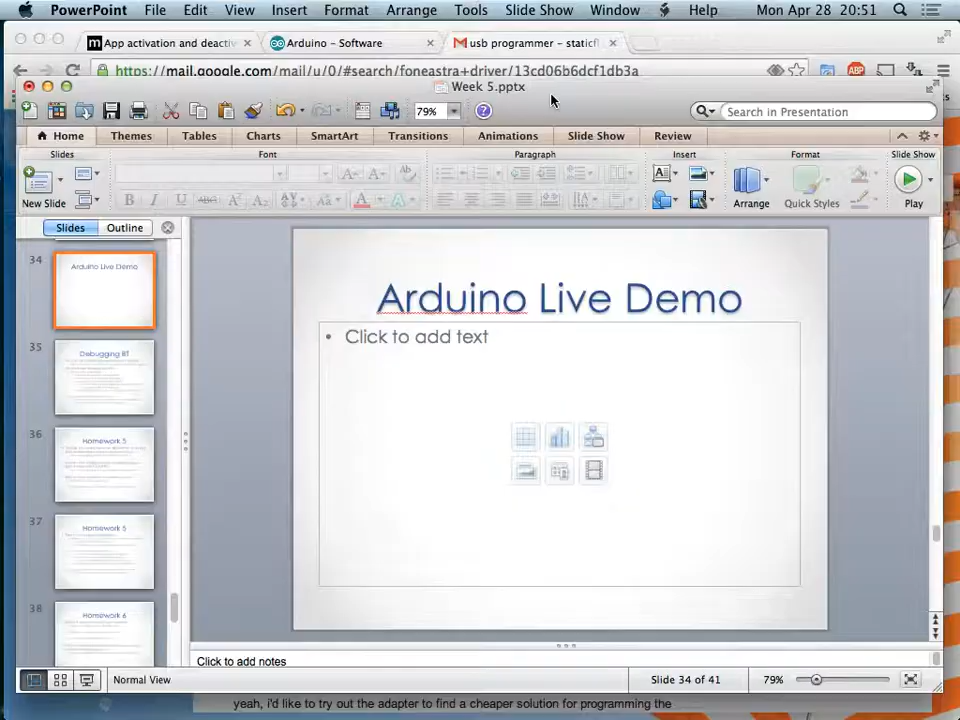 PowerPoint File Edit View Insert Format Arrange Tools Slide Show Window Help Mon Apr 28 20:51
App activation and deactiv × Arduino - Software × usb programmer - staticf ×
https://mail.google.com/mail/u/0/#search/foneastra+driver/13cd06b6dcf1db3a
Week 5.pptx
79% Search in Presentation
Home Themes Tables Charts SmartArt Transitions Animations Slide Show Review
Slides Font Paragraph Insert Format Slide Show
New Slide Arrange Quick Styles Play
Slides Outline
34 Arduino Live Demo
35 Debugging BT
36 Homework 5
37 Homework 5
38 Homework 6
Arduino Live Demo
• Click to add text
Click to add notes
Normal View Slide 34 of 41 79%
yeah, i'd like to try out the adapter to find a cheaper solution for programming the